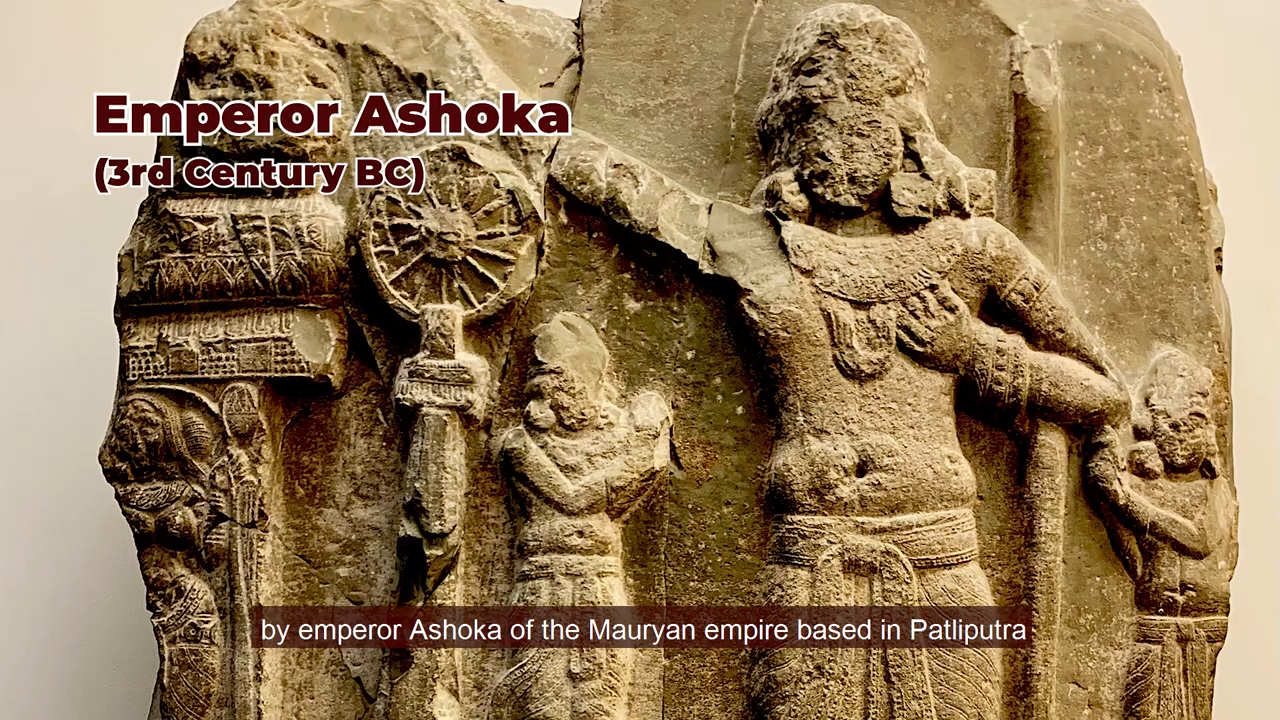 Emperor Ashoka
(3rd Century BC)
by emperor Ashoka of the Mauryan empire based in Patliputra